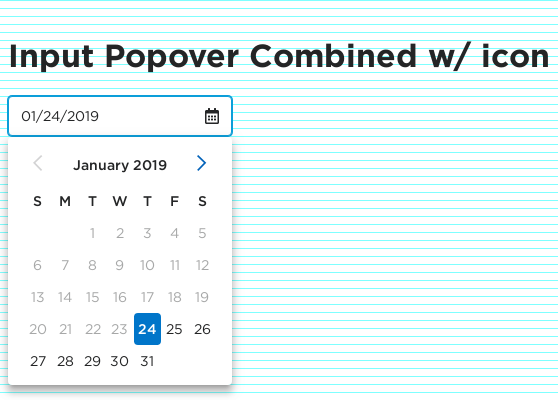 Input Popover Combined w/ icon
01/24/2019
January 2019
S M T W T F S
1 2 3 4 5
6 7 8 9 10 11 12
13 14 15 16 17 18 19
20 21 22 23 24 25 26
27 28 29 30 31